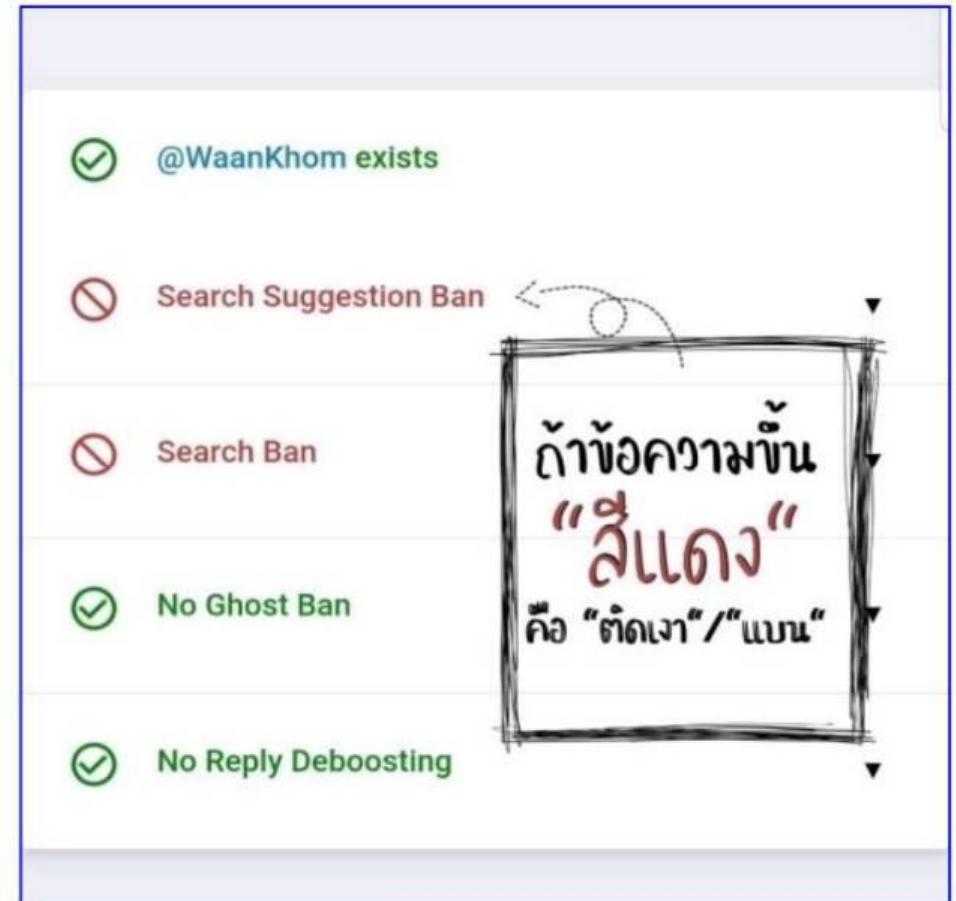 @WaanKhom exists
Search Suggestion Ban
Search Ban
ถ้าข้อความขึ้น
“สีแดง“
คือ “ติดเงา“/“แบน“
No Ghost Ban
No Reply Deboosting